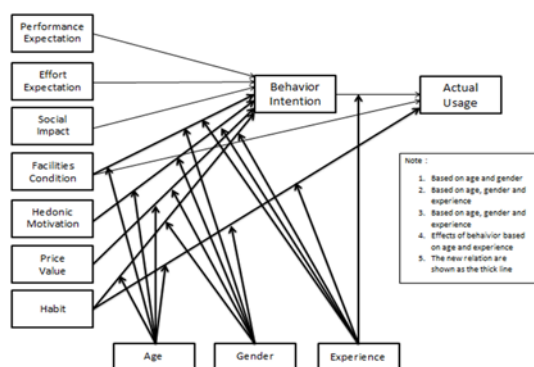 Performance
Expectation
Effort
Expectation
Social
Impact
Facilities
Condition
Hedonic
Motivation
Price
Value
Habit
Behavior
Intention
Actual
Usage
Note :
1. Based on age and gender
2. Based on age, gender and
experience
3. Based on age, gender and
experience
4. Effects of behaivior based
on age and experience
5. The new relation are
shown as the thick line
Age
Gender
Experience